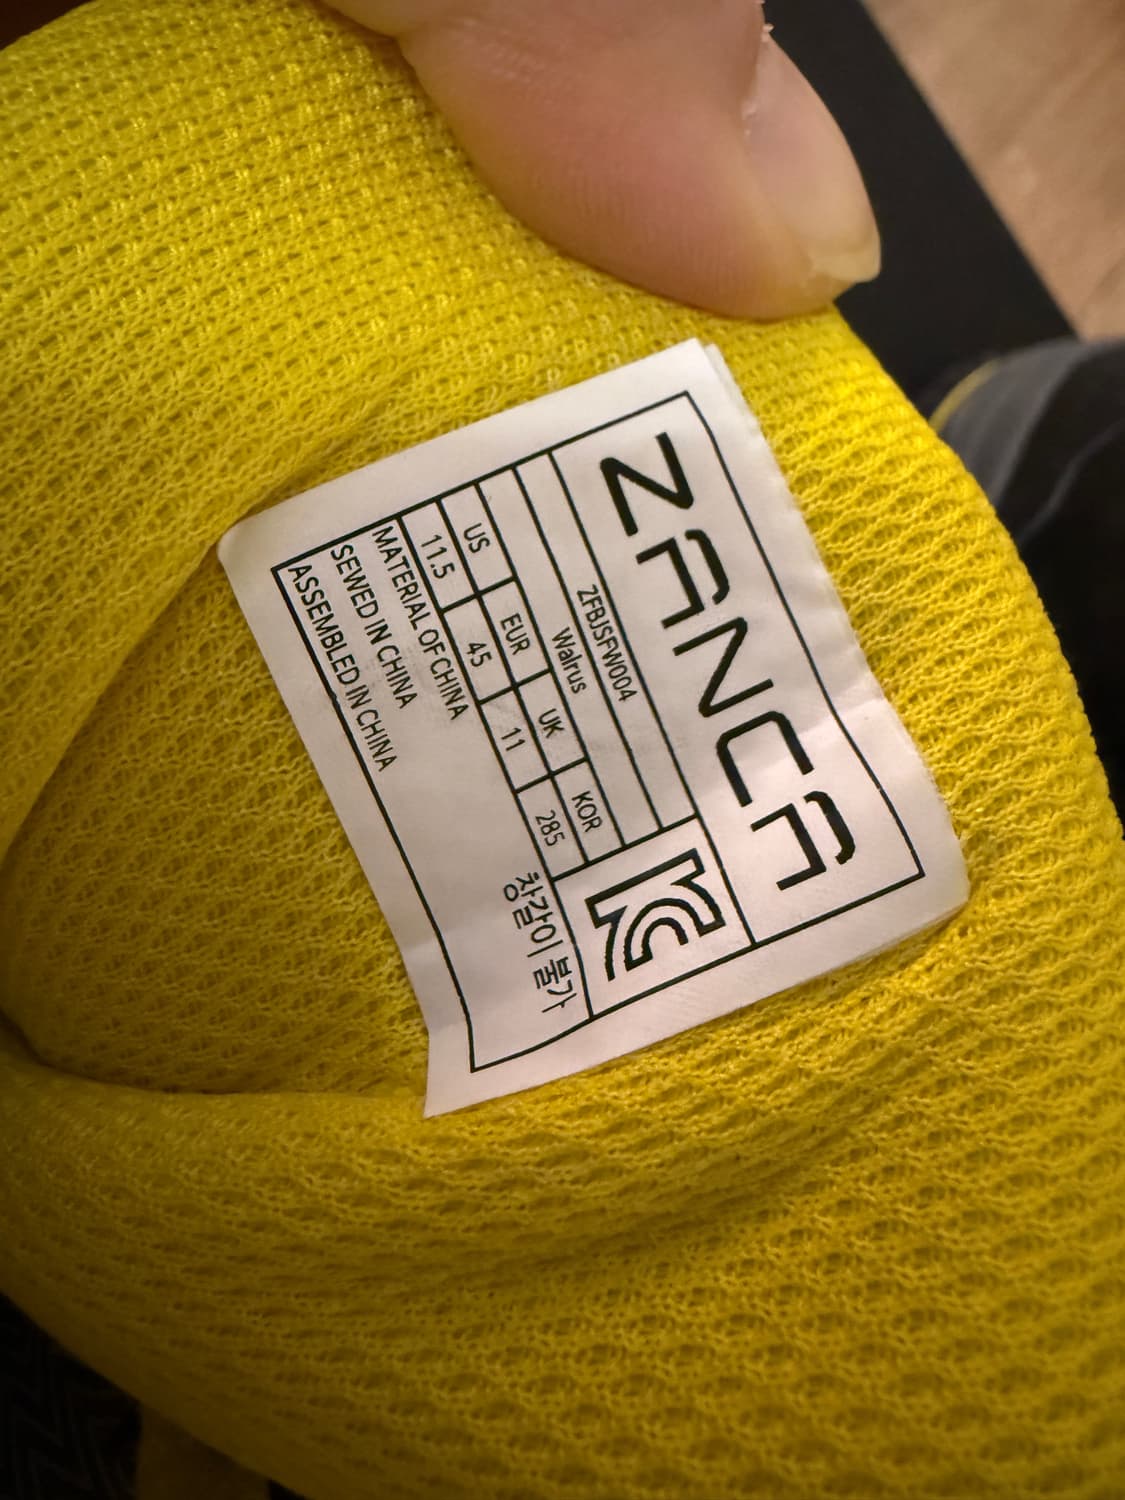 ZANCA
ZFBJSFW004
Walrus
US EUR UK KOR
11.5 45 11 285
MATERIAL OF CHINA
SEWED IN CHINA
ASSEMBLED IN CHINA
창갈이 불가